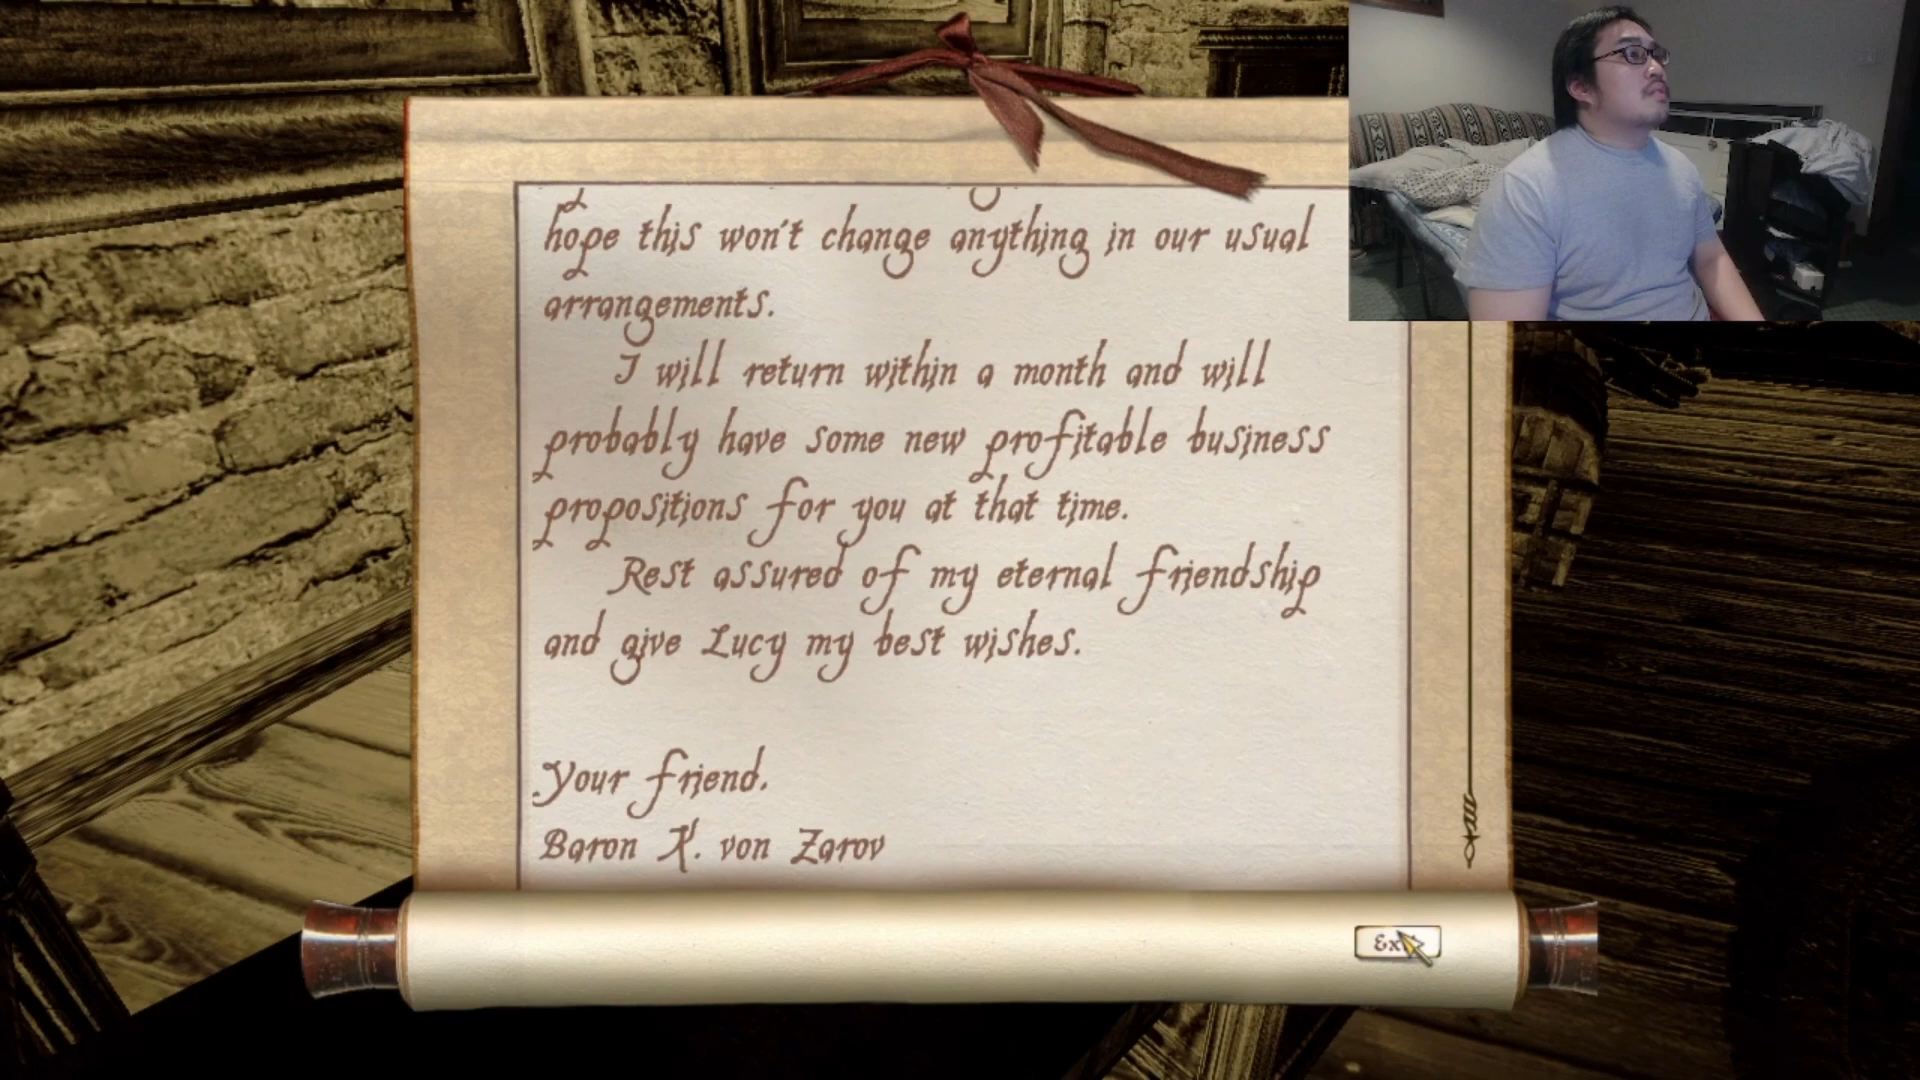 hope this won't change anything in our usual
arrangements.
I will return within a month and will
probably have some new profitable business
propositions for you at that time.
Rest assured of my eternal friendship
and give Lucy my best wishes.
Your friend.
Baron K. von Zarov